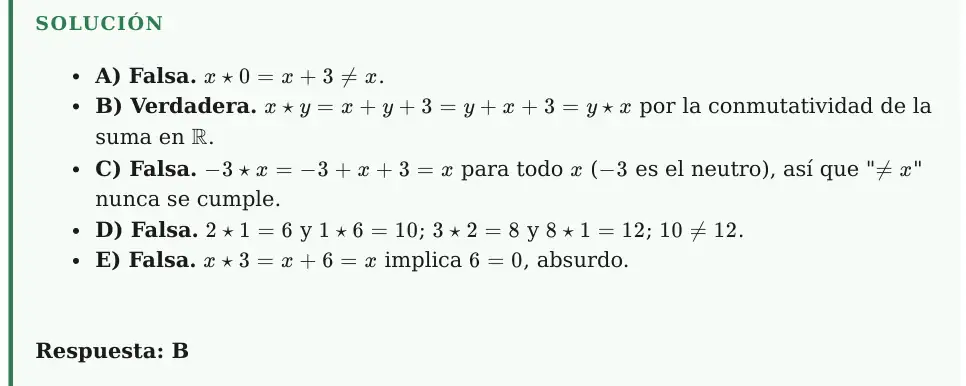 SOLUCIÓN
• A) Falsa. x ⋆ 0 = x + 3 ≠ x.
• B) Verdadera. x ⋆ y = x + y + 3 = y + x + 3 = y ⋆ x por la conmutatividad de la
suma en ℝ.
• C) Falsa. −3 ⋆ x = −3 + x + 3 = x para todo x (−3 es el neutro), así que "≠ x"
nunca se cumple.
• D) Falsa. 2 ⋆ 1 = 6 y 1 ⋆ 6 = 10; 3 ⋆ 2 = 8 y 8 ⋆ 1 = 12; 10 ≠ 12.
• E) Falsa. x ⋆ 3 = x + 6 = x implica 6 = 0, absurdo.
Respuesta: B